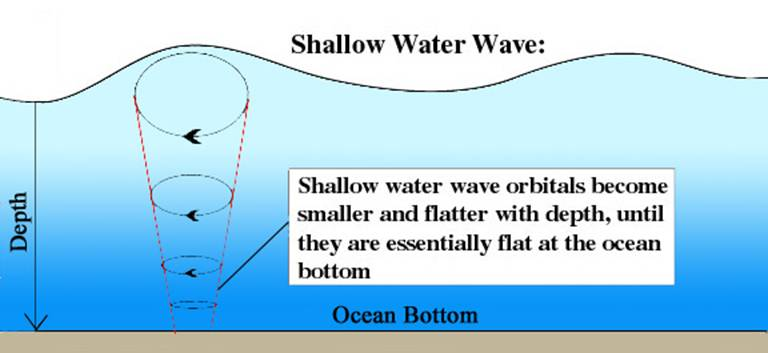 Shallow Water Wave:
Shallow water wave orbitals become
smaller and flatter with depth, until
they are essentially flat at the ocean
bottom
Depth
Ocean Bottom